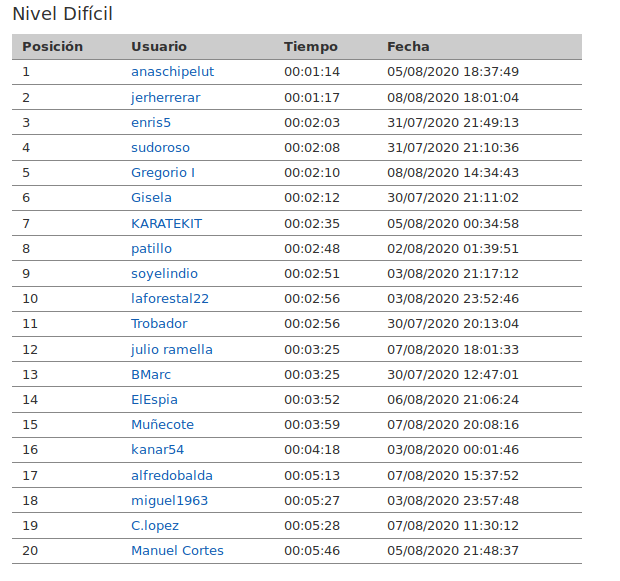 Nivel Difícil
Posición Usuario Tiempo Fecha
1 anaschipelut 00:01:14 05/08/2020 18:37:49
2 jerherrerar 00:01:17 08/08/2020 18:01:04
3 enris5 00:02:03 31/07/2020 21:49:13
4 sudoroso 00:02:08 31/07/2020 21:10:36
5 Gregorio I 00:02:10 08/08/2020 14:34:43
6 Gisela 00:02:12 30/07/2020 21:11:02
7 KARATEKIT 00:02:35 05/08/2020 00:34:58
8 patillo 00:02:48 02/08/2020 01:39:51
9 soyelindio 00:02:51 03/08/2020 21:17:12
10 laforestal22 00:02:56 03/08/2020 23:52:46
11 Trobador 00:02:56 30/07/2020 20:13:04
12 julio ramella 00:03:25 07/08/2020 18:01:33
13 BMarc 00:03:25 30/07/2020 12:47:01
14 ElEspia 00:03:52 06/08/2020 21:06:24
15 Muñecote 00:03:59 07/08/2020 20:08:16
16 kanar54 00:04:18 03/08/2020 00:01:46
17 alfredobalda 00:05:13 07/08/2020 15:37:52
18 miguel1963 00:05:27 03/08/2020 23:57:48
19 C.lopez 00:05:28 07/08/2020 11:30:12
20 Manuel Cortes 00:05:46 05/08/2020 21:48:37